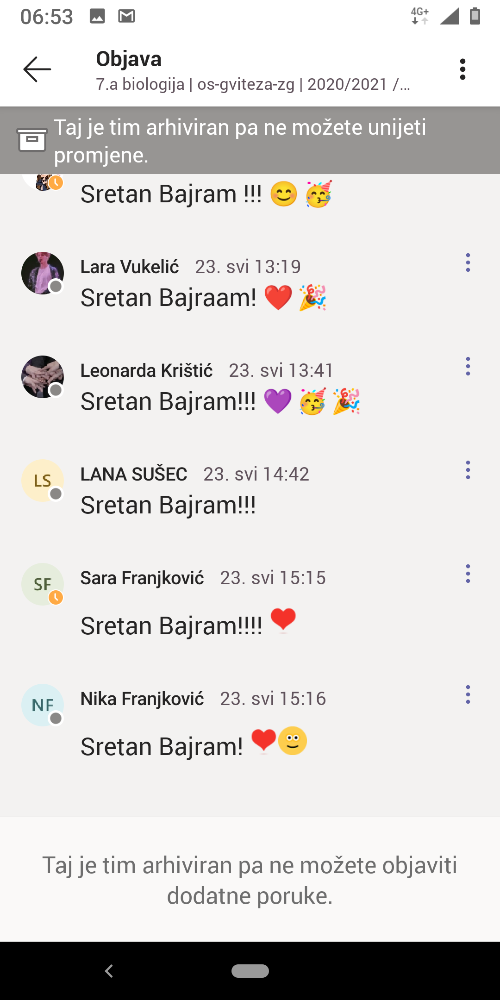 06:53
4G+
Objava
7.a biologija | os-gviteza-zg | 2020/2021 /...
Taj je tim arhiviran pa ne možete unijeti
promjene.
Sretan Bajram !!! 😊 🥳
Lara Vukelić 23. svi 13:19
Sretan Bajraam! ❤️ 🎉
Leonarda Krištić 23. svi 13:41
Sretan Bajram!!! 💜 🥳 🎉
LS
LANA SUŠEC 23. svi 14:42
Sretan Bajram!!!
SF
Sara Franjković 23. svi 15:15
Sretan Bajram!!!! ❤️
NF
Nika Franjković 23. svi 15:16
Sretan Bajram! ❤️🙂
Taj je tim arhiviran pa ne možete objaviti
dodatne poruke.